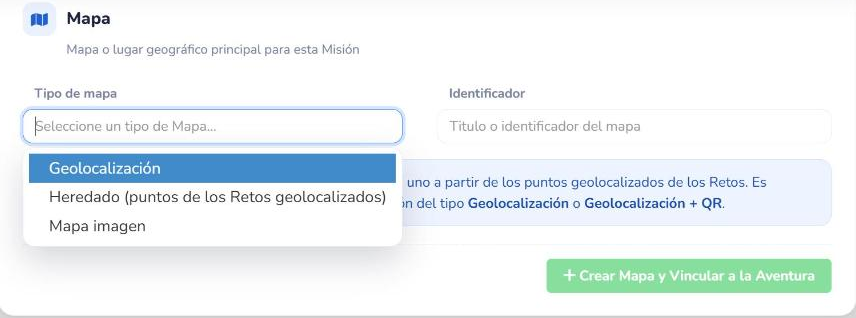 Mapa
Mapa o lugar geográfico principal para esta Misión
Tipo de mapa
Identificador
Seleccione un tipo de Mapa...
Titulo o identificador del mapa
Geolocalización
Heredado (puntos de los Retos geolocalizados)
Mapa imagen
uno a partir de los puntos geolocalizados de los Retos. Es
ón del tipo Geolocalización o Geolocalización + QR.
+ Crear Mapa y Vincular a la Aventura